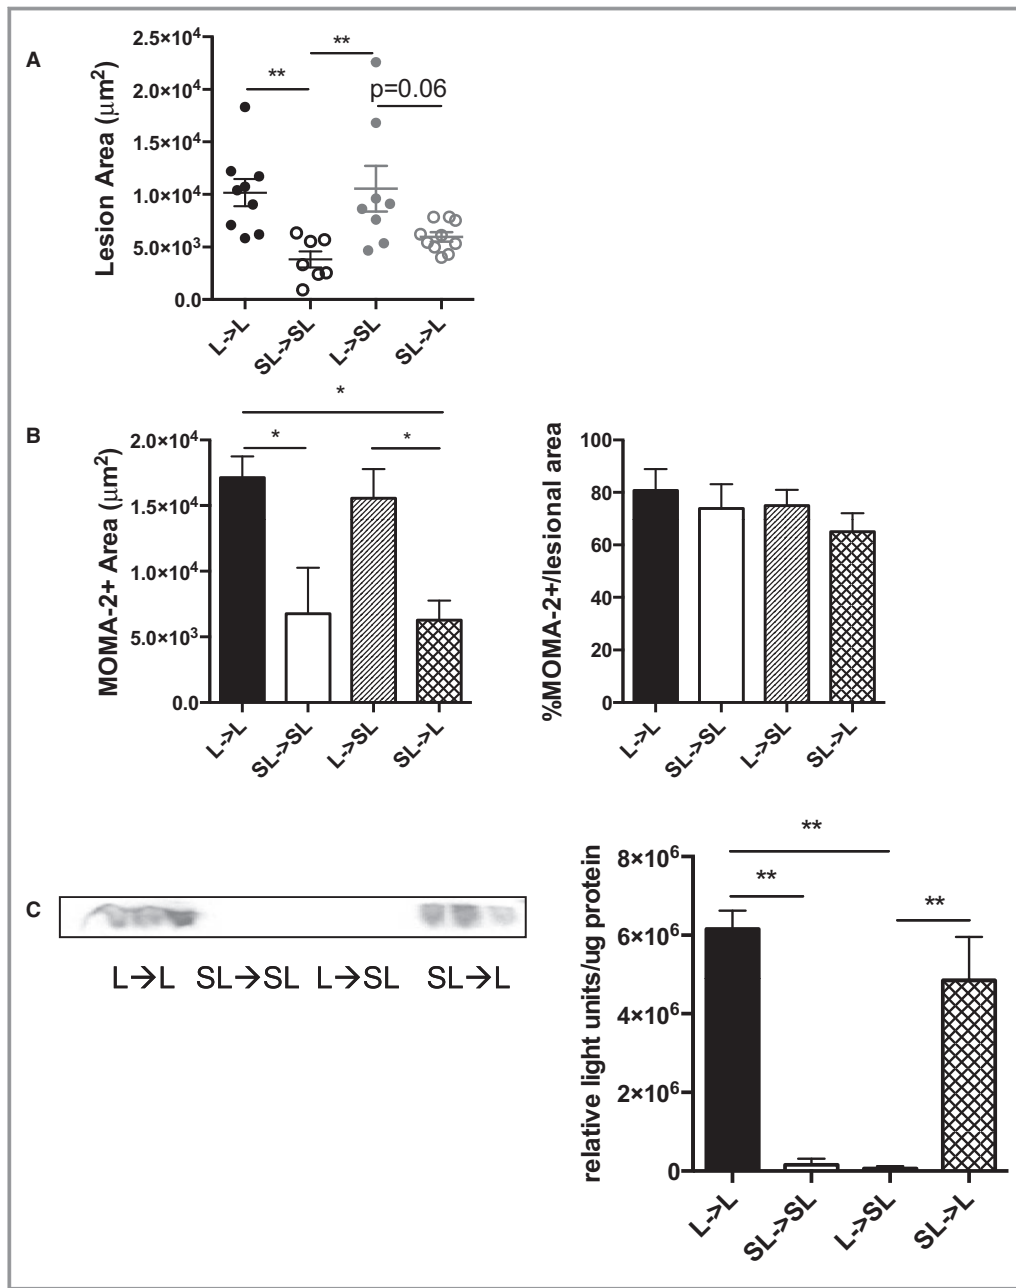 A
Lesion Area (μm²)
2.5×10⁴
2.0×10⁴
1.5×10⁴
1.0×10⁴
5.0×10³
0.0
**
**
p=0.06
L->L
SL->SL
L->SL
SL->L
B
MOMA-2+ Area (μm²)
2.0×10⁴
1.5×10⁴
1.0×10⁴
5.0×10³
0.0
*
*
*
L->L
SL->SL
L->SL
SL->L
%MOMA-2+/lesional area
100
80
60
40
20
0
L->L
SL->SL
L->SL
SL->L
C
L→L SL→SL L→SL SL→L
relative light units/ug protein
8×10⁶
6×10⁶
4×10⁶
2×10⁶
0
**
**
**
L->L
SL->SL
L->SL
SL->L